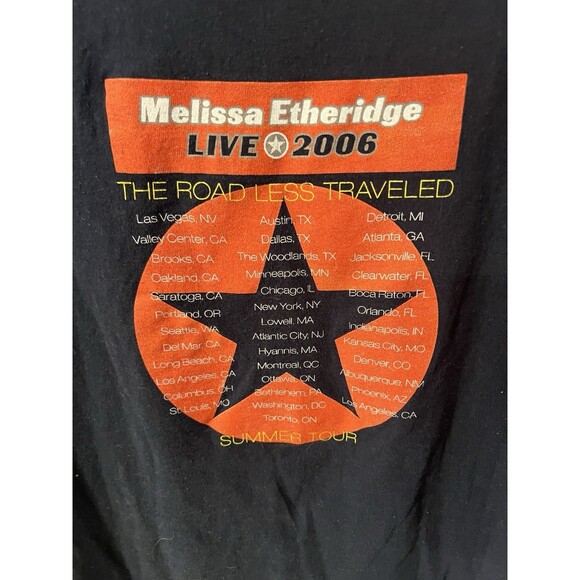 Melissa Etheridge
LIVE 2006
THE ROAD LESS TRAVELED
Las Vegas, NV
Valley Center, CA
Brooks, CA
Oakland, CA
Saratoga, CA
Portland, OR
Seattle, WA
Del Mar, CA
Long Beach, CA
Los Angeles, CA
Columbus, OH
St. Louis, MO
Austin, TX
Dallas, TX
The Woodlands, TX
Minneapolis, MN
Chicago, IL
New York, NY
Lowell, MA
Atlantic City, NJ
Hyannis, MA
Montreal, QC
Ottawa, ON
Bethlehem, PA
Washington, DC
Toronto, ON
Detroit, MI
Atlanta, GA
Jacksonville, FL
Clearwater, FL
Boca Raton, FL
Orlando, FL
Indianapolis, IN
Kansas City, MO
Denver, CO
Albuquerque, NM
Phoenix, AZ
Los Angeles, CA
SUMMER TOUR